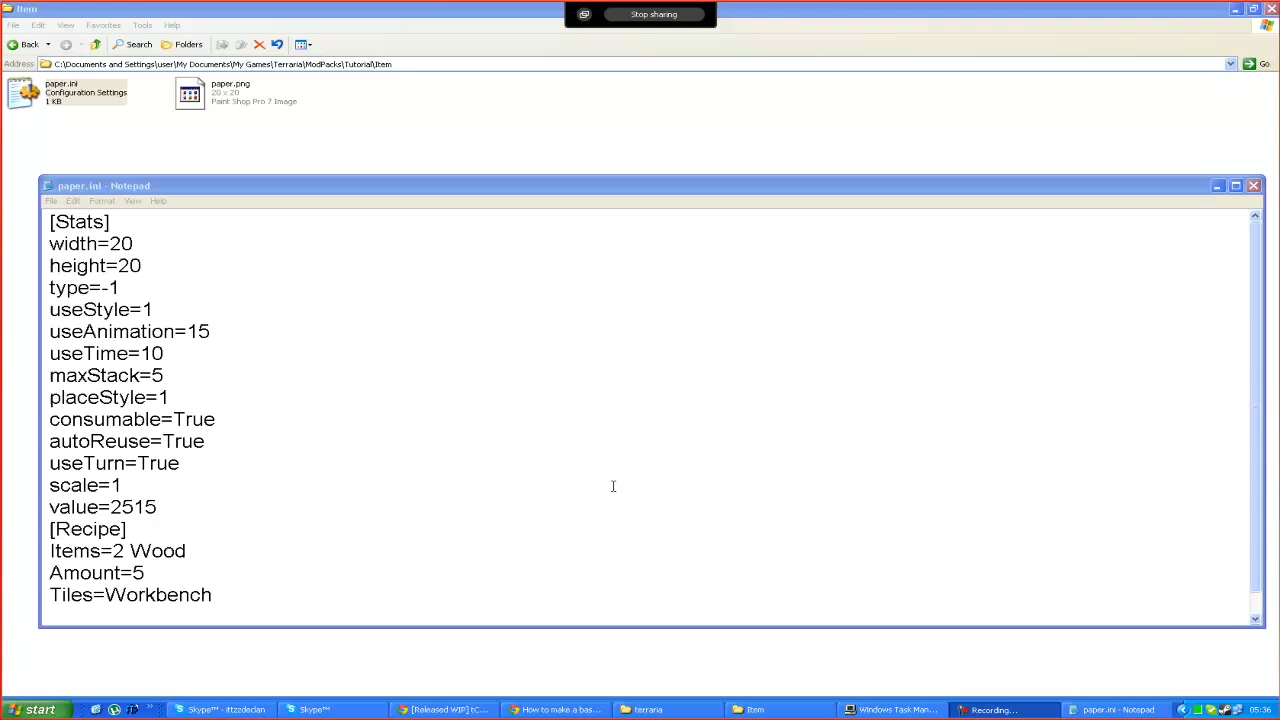 Item
Stop sharing
File Edit View Favorites Tools Help
Back Search Folders
Address C:\Documents and Settings\user\My Documents\My Games\Terraria\ModPacks\Tutorial\Item Go
paper.ini
Configuration Settings
1 KB
paper.png
20 x 20
Paint Shop Pro 7 Image
paper.ini - Notepad
File Edit Format View Help
[Stats]
width=20
height=20
type=-1
useStyle=1
useAnimation=15
useTime=10
maxStack=5
placeStyle=1
consumable=True
autoReuse=True
useTurn=True
scale=1
value=2515
[Recipe]
Items=2 Wood
Amount=5
Tiles=Workbench
start Skype™ - ittzzdeclan Skype™ [Released WIP] tC... How to make a bas... terraria Item Windows Task Man... Recording... paper.ini - Notepad 05:36